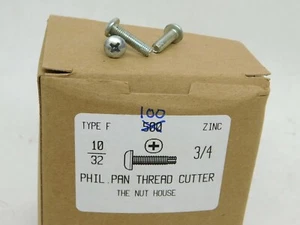 100
TYPE F 500 ZINC
10/32 3/4
PHIL PAN THREAD CUTTER
THE NUT HOUSE